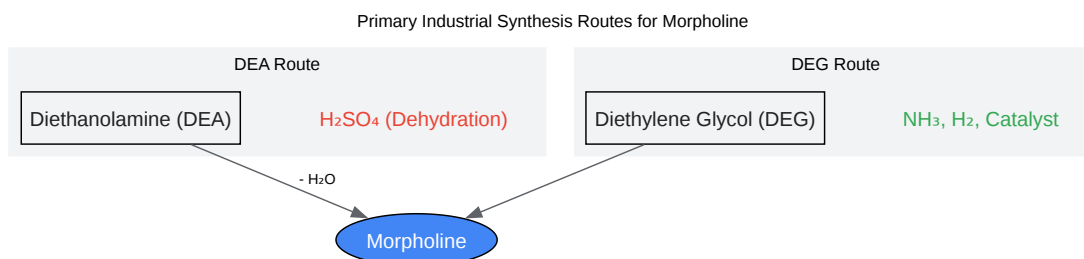 Primary Industrial Synthesis Routes for Morpholine
DEA Route
DEG Route
Diethanolamine (DEA)
H₂SO₄ (Dehydration)
Diethylene Glycol (DEG)
NH₃, H₂, Catalyst
- H₂O
Morpholine